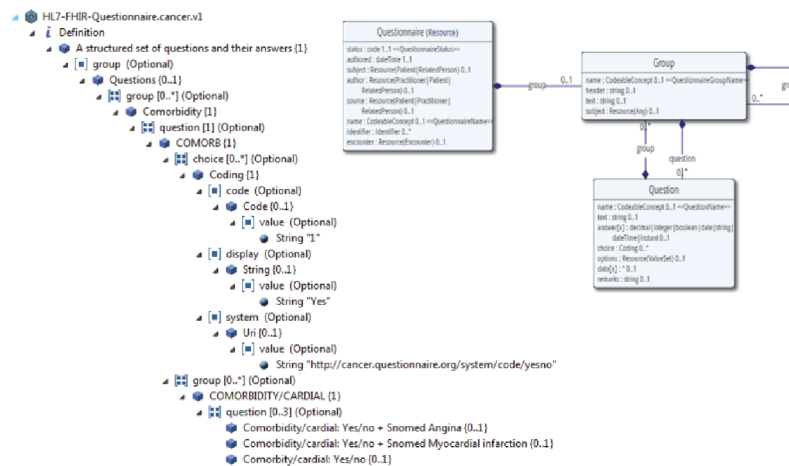 HL7-FHIR-Questionnaire.cancer.v1
Definition
A structured set of questions and their answers {1}
group (Optional)
Questions {0..1}
group [0..*] (Optional)
Comorbidity {1}
question [1] (Optional)
COMORB {1}
choice [0..*] (Optional)
Coding {1}
code (Optional)
Code {0..1}
value (Optional)
String "1"
display (Optional)
String {0..1}
value (Optional)
String "Yes"
system (Optional)
Uri {0..1}
value (Optional)
String "http://cancer.questionnaire.org/system/code/yesno"
group [0..*] (Optional)
COMORBIDITY/CARDIAL {1}
question [0..3] (Optional)
Comorbidity/cardial: Yes/no + Snomed Angina {0..1}
Comorbidity/cardial: Yes/no + Snomed Myocardial infarction {0..1}
Comorbity/cardial: Yes/no {0..1}
Questionnaire (Resource)
status : code 1..1 <<QuestionnaireStatus>>
authored : dateTime 1..1
subject : Resource(Patient|RelatedPerson) 0..1
author : Resource(Practitioner|Patient|
RelatedPerson) 0..1
source : Resource(Patient|Practitioner|
RelatedPerson) 0..1
name : CodeableConcept 0..1 <<QuestionnaireName>>
identifier : Identifier 0..*
encounter : Resource(Encounter) 0..1
group
0..1
Group
name : CodeableConcept 0..1 <<QuestionnaireGroupName>>
header : string 0..1
text : string 0..1
subject : Resource(Any) 0..1
0..*
0..*
group
question
0..*
Question
name : CodeableConcept 0..1 <<QuestionName>>
text : string 0..1
answer[x] : decimal|integer|boolean|date|string|
dateTime|instant 0..1
choice : Coding 0..*
options : Resource(ValueSet) 0..1
data[x] : * 0..1
remarks : string 0..1